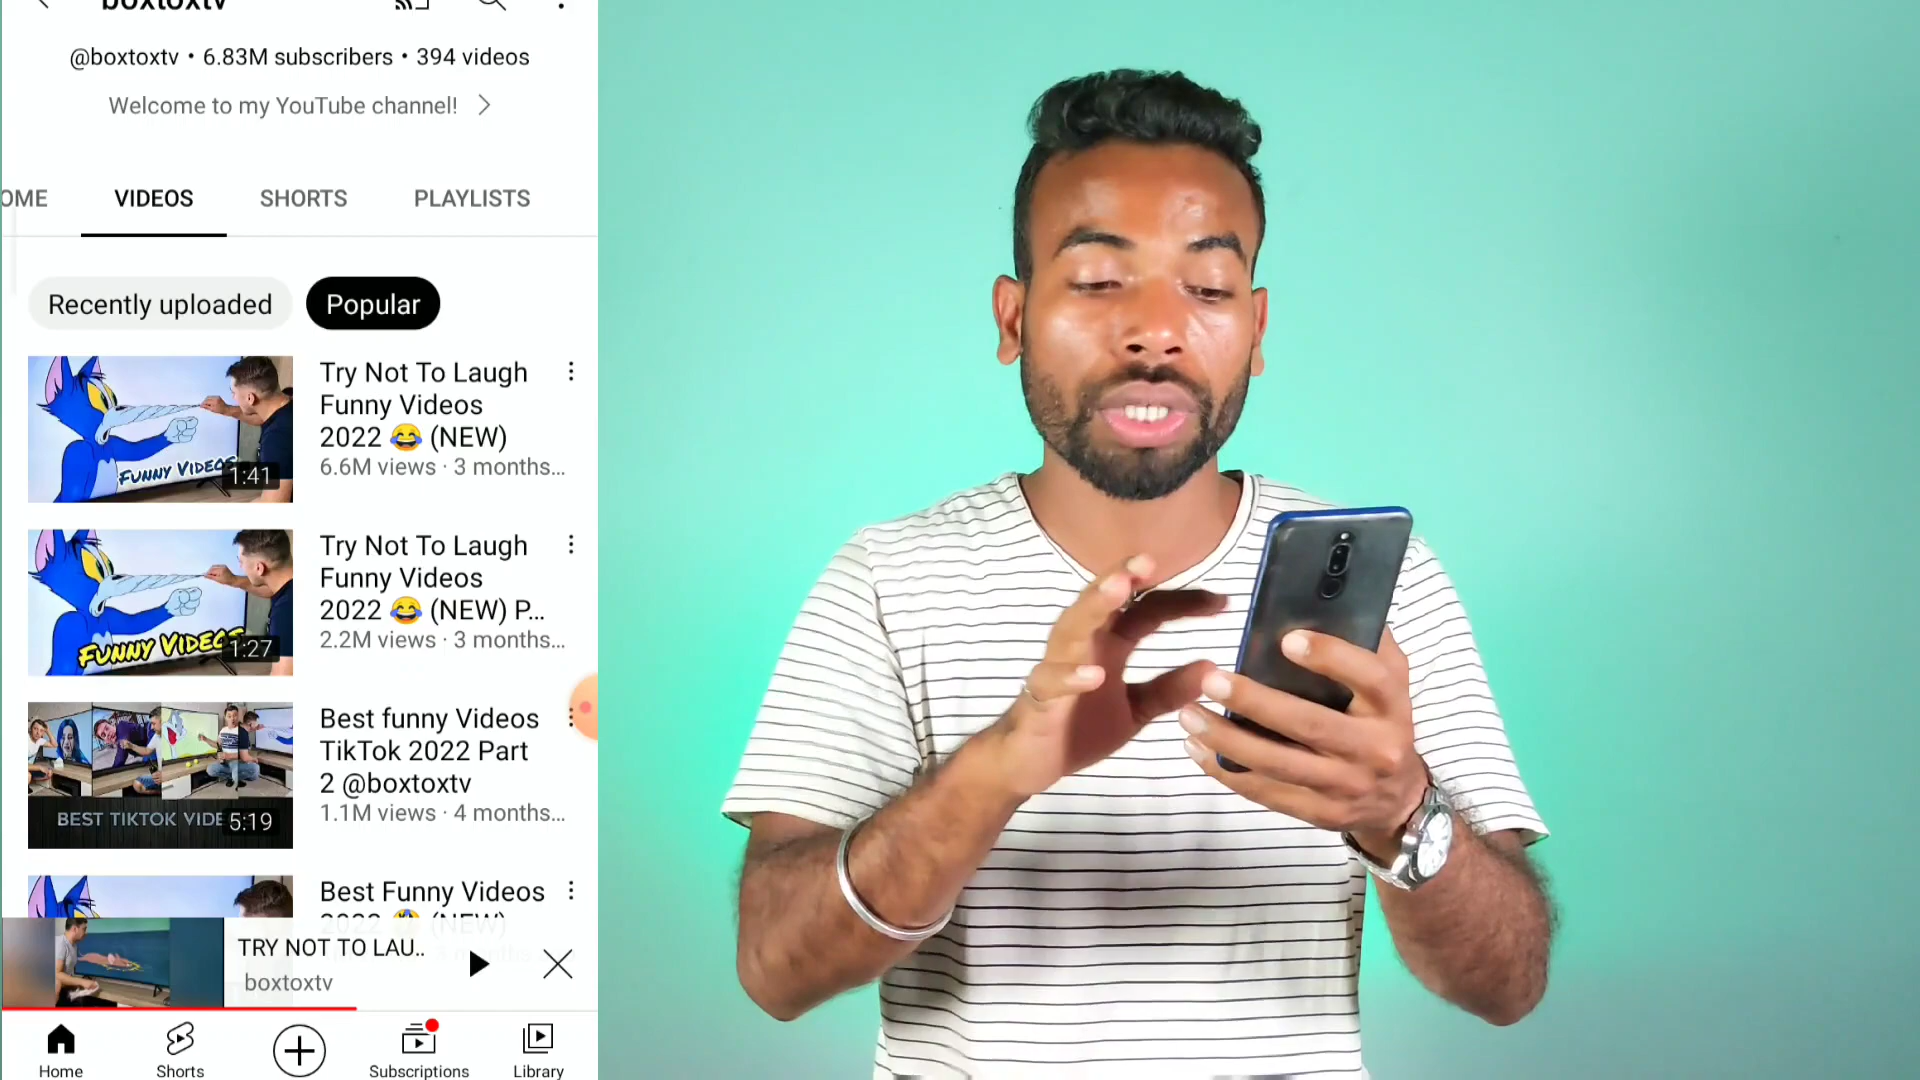 boxtoxtv
@boxtoxtv • 6.83M subscribers • 394 videos
Welcome to my YouTube channel!
OME VIDEOS SHORTS PLAYLISTS
Recently uploaded Popular
FUNNY VIDEOS
1:41
Try Not To Laugh
Funny Videos
2022 😂 (NEW)
6.6M views · 3 months...
FUNNY VIDEOS
1:27
Try Not To Laugh
Funny Videos
2022 😂 (NEW) P...
2.2M views · 3 months...
BEST TIKTOK VIDE
5:19
Best funny Videos
TikTok 2022 Part
2 @boxtoxtv
1.1M views · 4 months...
Best Funny Videos
2022 😂 (NEW)
TRY NOT TO LAU..
boxtoxtv
Home Shorts Subscriptions Library